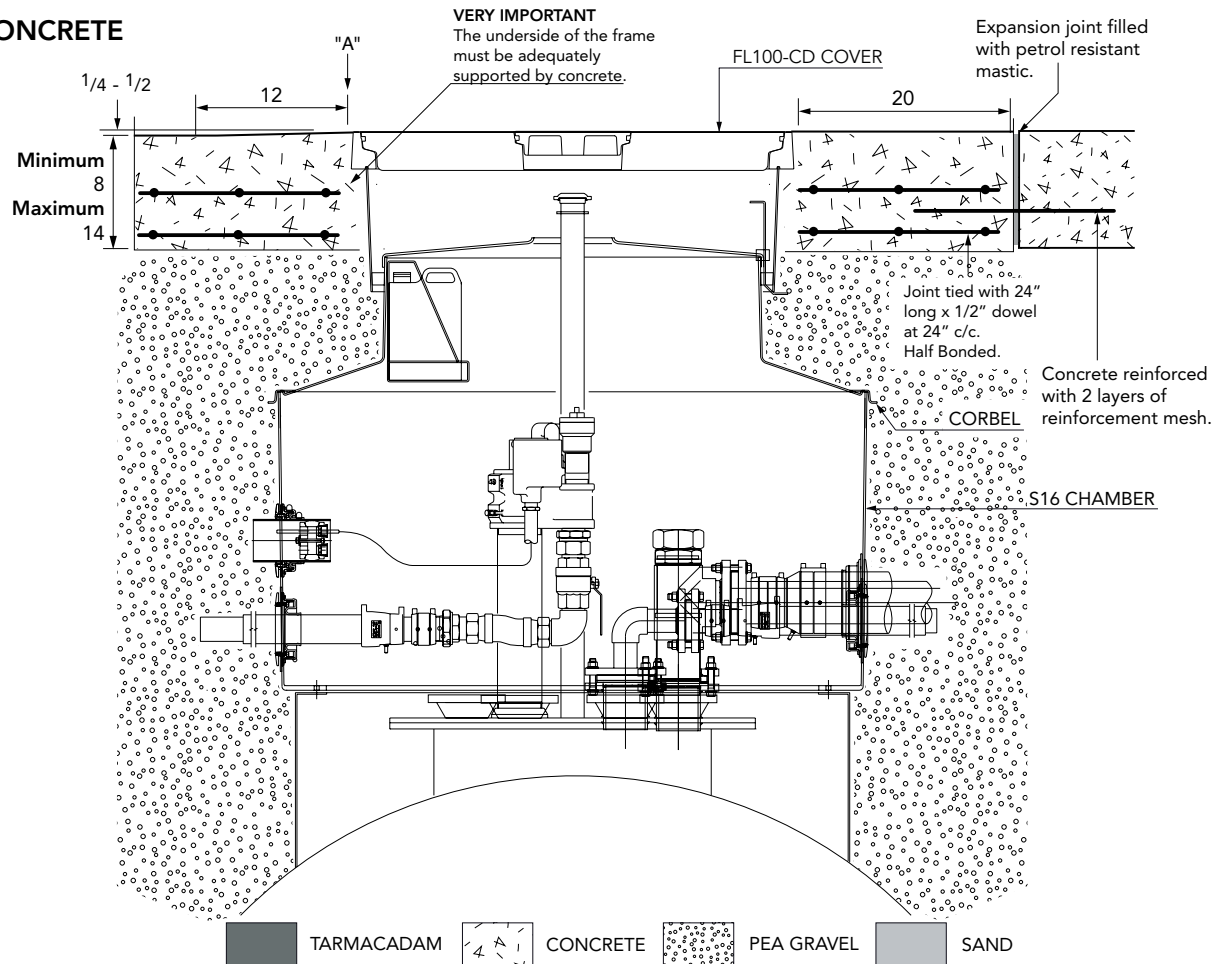 ONCRETE
VERY IMPORTANT
The underside of the frame
must be adequately
supported by concrete.
"A"
FL100-CD COVER
Expansion joint filled
with petrol resistant
mastic.
1/4 - 1/2
12
20
Minimum
8
Maximum
14
Joint tied with 24”
long x 1/2” dowel
at 24” c/c.
Half Bonded.
Concrete reinforced
with 2 layers of
reinforcement mesh.
CORBEL
S16 CHAMBER
TARMACADAM
CONCRETE
PEA GRAVEL
SAND